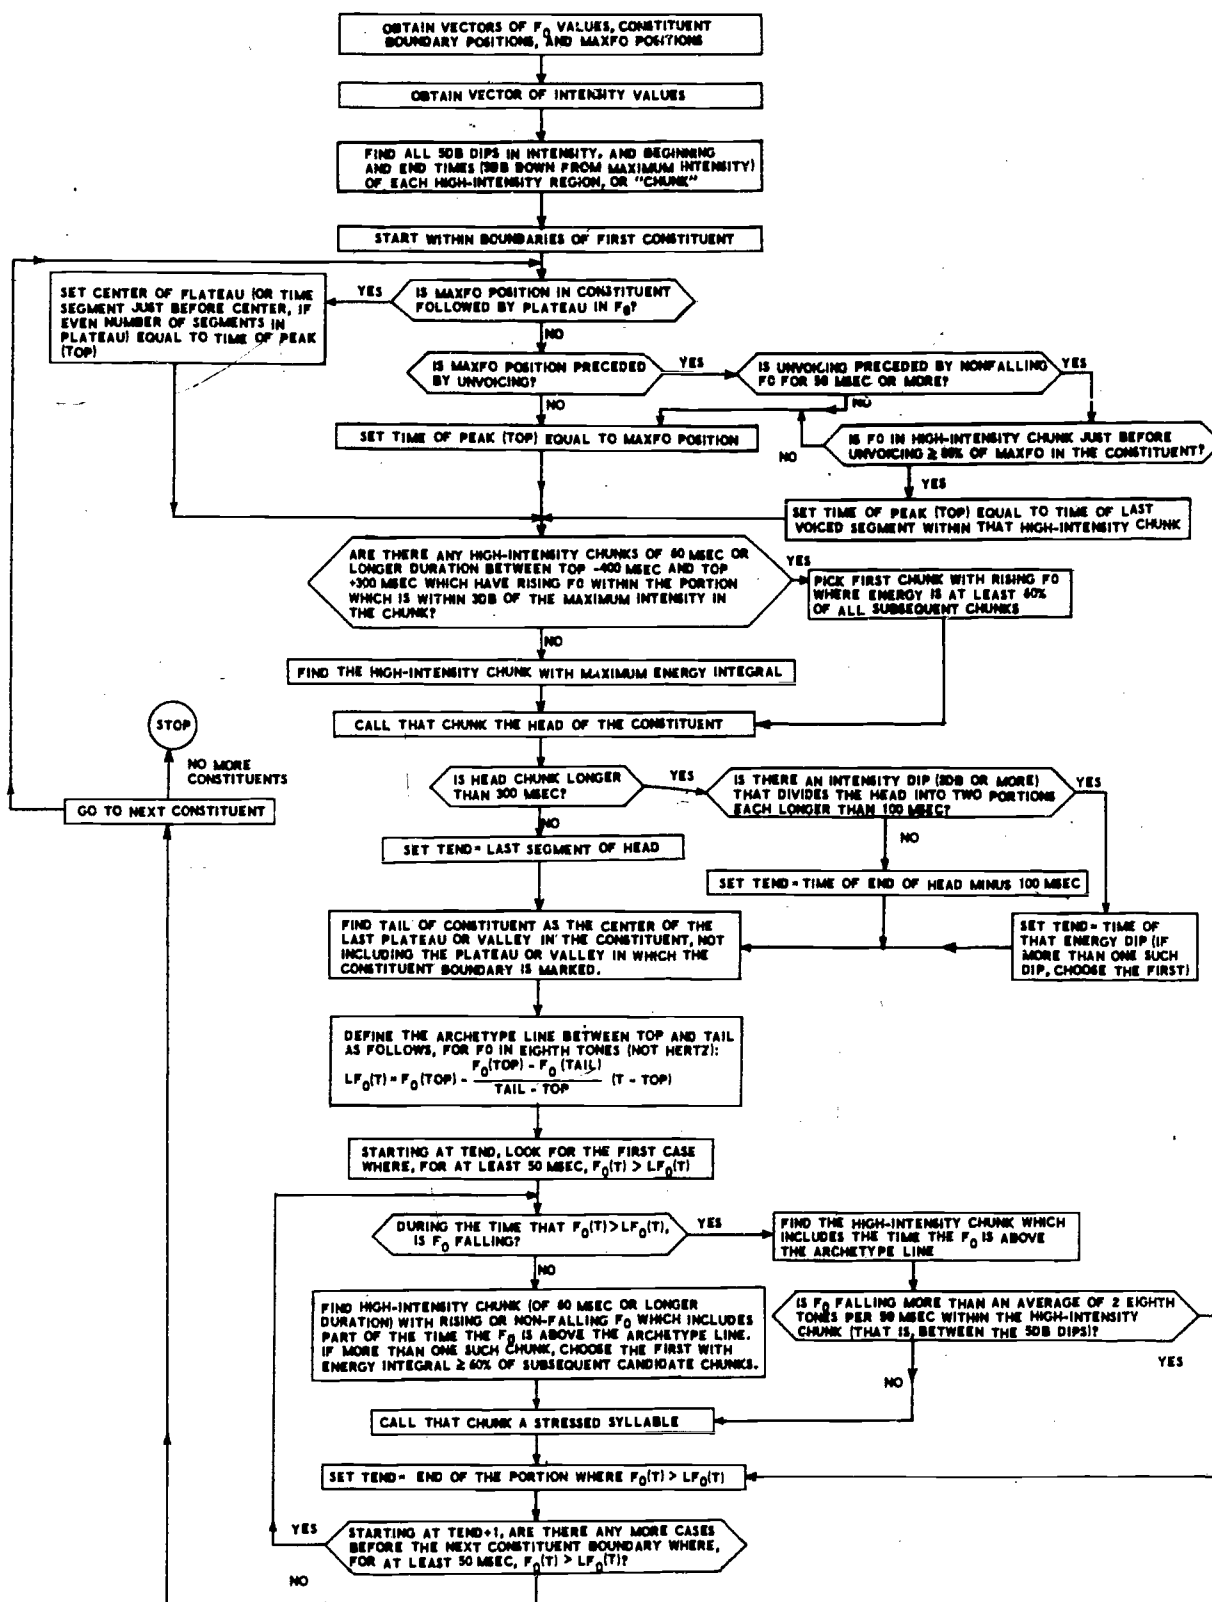 OBTAIN VECTORS OF F0 VALUES, CONSTITUENT
BOUNDARY POSITIONS, AND MAXFO POSITIONS
OBTAIN VECTOR OF INTENSITY VALUES
FIND ALL 5DB DIPS IN INTENSITY, AND BEGINNING
AND END TIMES (3DB DOWN FROM MAXIMUM INTENSITY)
OF EACH HIGH-INTENSITY REGION, OR "CHUNK"
START WITHIN BOUNDARIES OF FIRST CONSTITUENT
IS MAXFO POSITION IN CONSTITUENT
FOLLOWED BY PLATEAU IN F0?
YES
SET CENTER OF PLATEAU (OR TIME
SEGMENT JUST BEFORE CENTER, IF
EVEN NUMBER OF SEGMENTS IN
PLATEAU) EQUAL TO TIME OF PEAK
(TOP)
NO
IS MAXFO POSITION PRECEDED
BY UNVOICING?
YES
IS UNVOICING PRECEDED BY NONFALLING
F0 FOR 50 MSEC OR MORE?
YES
NO
NO
SET TIME OF PEAK (TOP) EQUAL TO MAXFO POSITION
NO
IS F0 IN HIGH-INTENSITY CHUNK JUST BEFORE
UNVOICING ≥ 80% OF MAXFO IN THE CONSTITUENT?
YES
SET TIME OF PEAK (TOP) EQUAL TO TIME OF LAST
VOICED SEGMENT WITHIN THAT HIGH-INTENSITY CHUNK
ARE THERE ANY HIGH-INTENSITY CHUNKS OF 60 MSEC OR
LONGER DURATION BETWEEN TOP -400 MSEC AND TOP
+300 MSEC WHICH HAVE RISING F0 WITHIN THE PORTION
WHICH IS WITHIN 3DB OF THE MAXIMUM INTENSITY IN
THE CHUNK?
YES
PICK FIRST CHUNK WITH RISING F0
WHERE ENERGY IS AT LEAST 60%
OF ALL SUBSEQUENT CHUNKS
NO
FIND THE HIGH-INTENSITY CHUNK WITH MAXIMUM ENERGY INTEGRAL
CALL THAT CHUNK THE HEAD OF THE CONSTITUENT
STOP
NO MORE
CONSTITUENTS
GO TO NEXT CONSTITUENT
IS HEAD CHUNK LONGER
THAN 300 MSEC?
YES
IS THERE AN INTENSITY DIP (3DB OR MORE)
THAT DIVIDES THE HEAD INTO TWO PORTIONS
EACH LONGER THAN 100 MSEC?
YES
NO
NO
SET TEND= LAST SEGMENT OF HEAD
SET TEND= TIME OF END OF HEAD MINUS 100 MSEC
FIND TAIL OF CONSTITUENT AS THE CENTER OF THE
LAST PLATEAU OR VALLEY IN THE CONSTITUENT, NOT
INCLUDING THE PLATEAU OR VALLEY IN WHICH THE
CONSTITUENT BOUNDARY IS MARKED.
SET TEND= TIME OF
THAT ENERGY DIP (IF
MORE THAN ONE SUCH
DIP, CHOOSE THE FIRST)
DEFINE THE ARCHETYPE LINE BETWEEN TOP AND TAIL
AS FOLLOWS, FOR F0 IN EIGHTH TONES (NOT HERTZ):
LF0(T) = F0(TOP) - F0(TOP) - F0(TAIL) / TAIL - TOP (T - TOP)
STARTING AT TEND, LOOK FOR THE FIRST CASE
WHERE, FOR AT LEAST 50 MSEC, F0(T) > LF0(T)
DURING THE TIME THAT F0(T) > LF0(T),
IS F0 FALLING?
YES
FIND THE HIGH-INTENSITY CHUNK WHICH
INCLUDES THE TIME THE F0 IS ABOVE
THE ARCHETYPE LINE
NO
FIND HIGH-INTENSITY CHUNK (OF 60 MSEC OR LONGER
DURATION) WITH RISING OR NON-FALLING F0 WHICH INCLUDES
PART OF THE TIME THE F0 IS ABOVE THE ARCHETYPE LINE.
IF MORE THAN ONE SUCH CHUNK, CHOOSE THE FIRST WITH
ENERGY INTEGRAL ≥ 60% OF SUBSEQUENT CANDIDATE CHUNKS.
IS F0 FALLING MORE THAN AN AVERAGE OF 2 EIGHTH
TONES PER 50 MSEC WITHIN THE HIGH-INTENSITY
CHUNK (THAT IS, BETWEEN THE 5DB DIPS)?
YES
NO
CALL THAT CHUNK A STRESSED SYLLABLE
SET TEND= END OF THE PORTION WHERE F0(T) > LF0(T)
YES
STARTING AT TEND+1, ARE THERE ANY MORE CASES
BEFORE THE NEXT CONSTITUENT BOUNDARY WHERE,
FOR AT LEAST 50 MSEC, F0(T) > LF0(T)?
NO